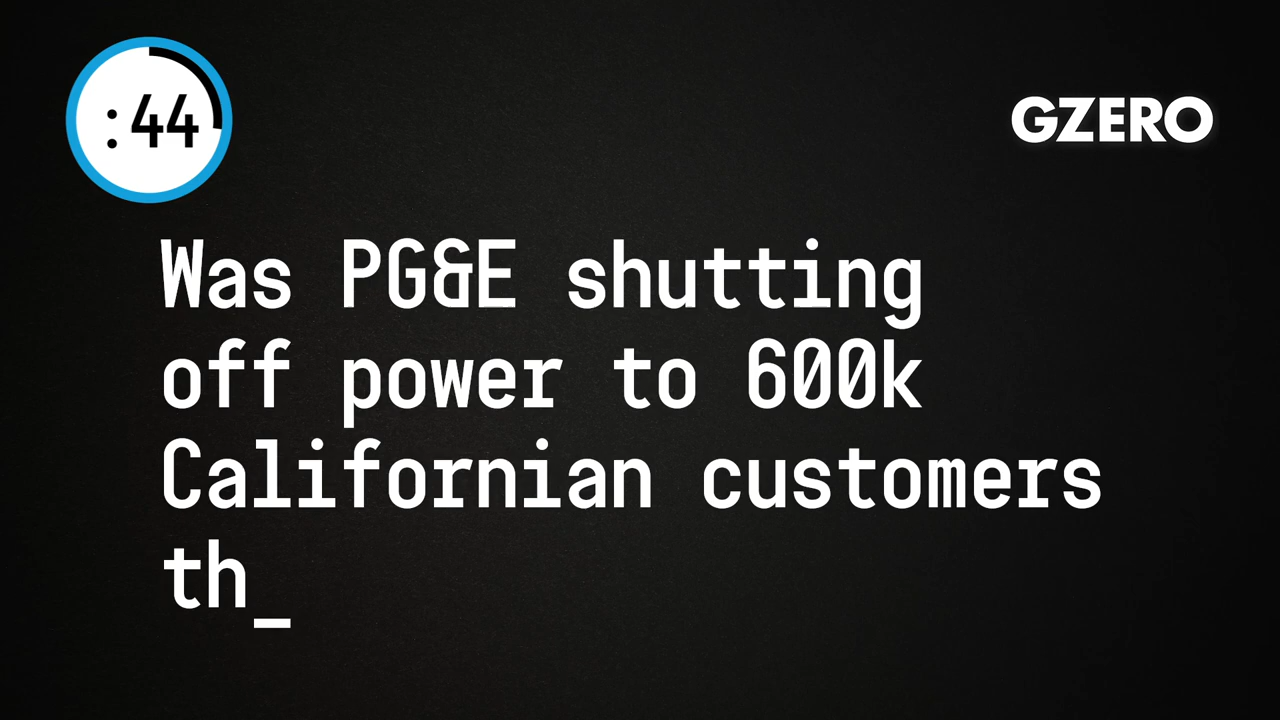 :44
GZERO
Was PG&E shutting
off power to 600k
Californian customers
th_